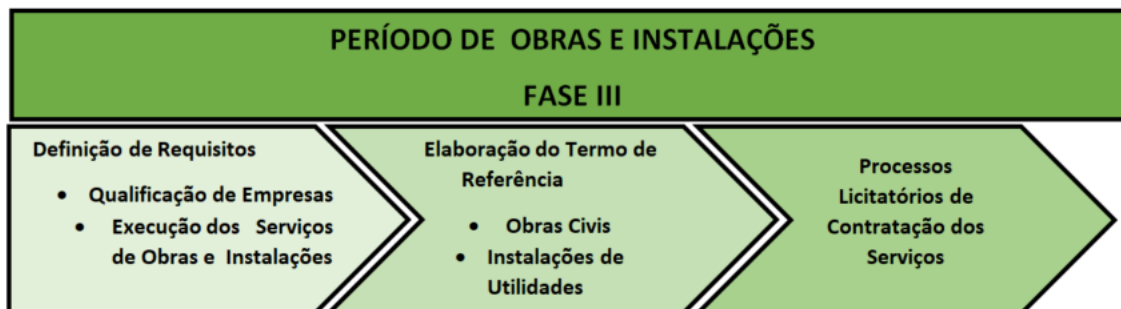 PERÍODO DE OBRAS E INSTALAÇÕES
FASE III
Definição de Requisitos
• Qualificação de Empresas
• Execução dos Serviços
de Obras e Instalações
Elaboração do Termo de
Referência
• Obras Civis
• Instalações de
Utilidades
Processos
Licitatórios de
Contratação dos
Serviços